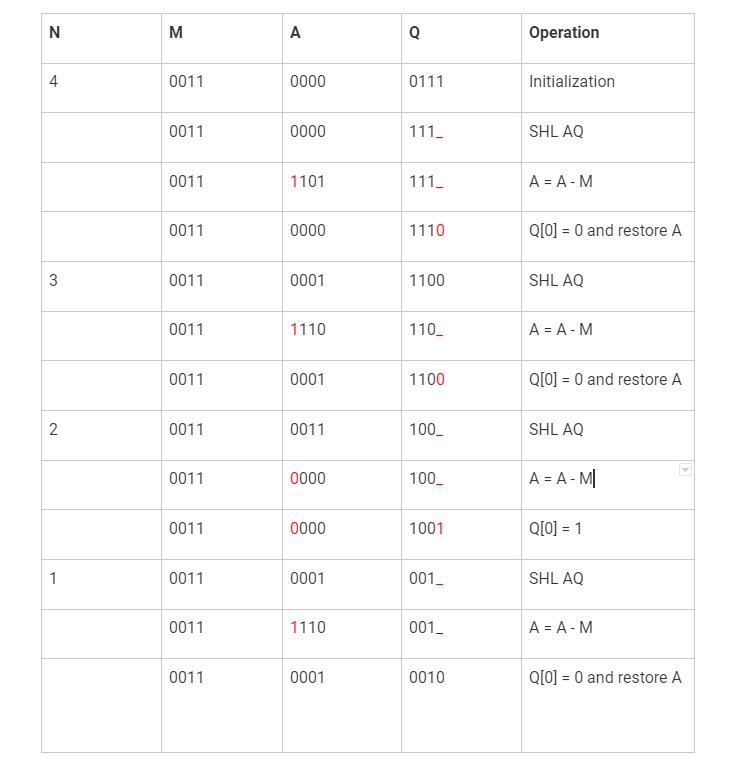 N M A Q Operation
4 0011 0000 0111 Initialization
0011 0000 111_ SHL AQ
0011 1101 111_ A = A - M
0011 0000 1110 Q[0] = 0 and restore A
3 0011 0001 1100 SHL AQ
0011 1110 110_ A = A - M
0011 0001 1100 Q[0] = 0 and restore A
2 0011 0011 100_ SHL AQ
0011 0000 100_ A = A - M
0011 0000 1001 Q[0] = 1
1 0011 0001 001_ SHL AQ
0011 1110 001_ A = A - M
0011 0001 0010 Q[0] = 0 and restore A